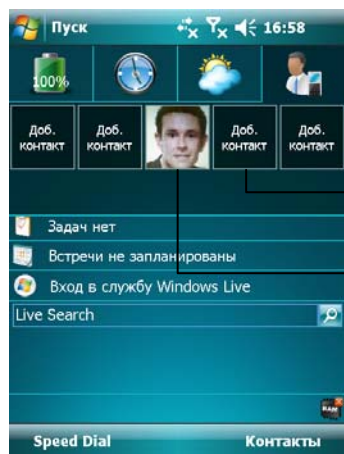 Пуск 16:58
100%
Доб. контакт
Доб. контакт
Доб. контакт
Доб. контакт
Задач нет
Встречи не запланированы
Вход в службу Windows Live
Live Search
RAM
Speed Dial Контакты